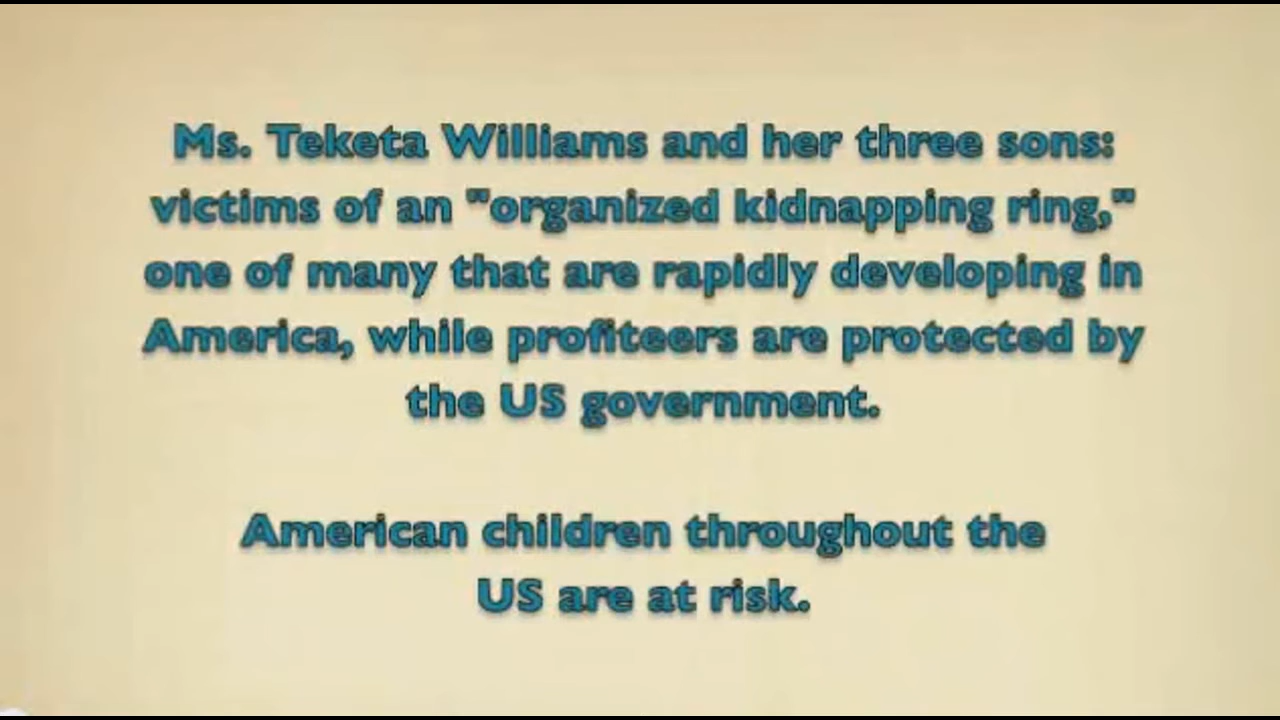 Ms. Teketa Williams and her three sons:
victims of an "organized kidnapping ring,"
one of many that are rapidly developing in
America, while profiteers are protected by
the US government.
American children throughout the
US are at risk.